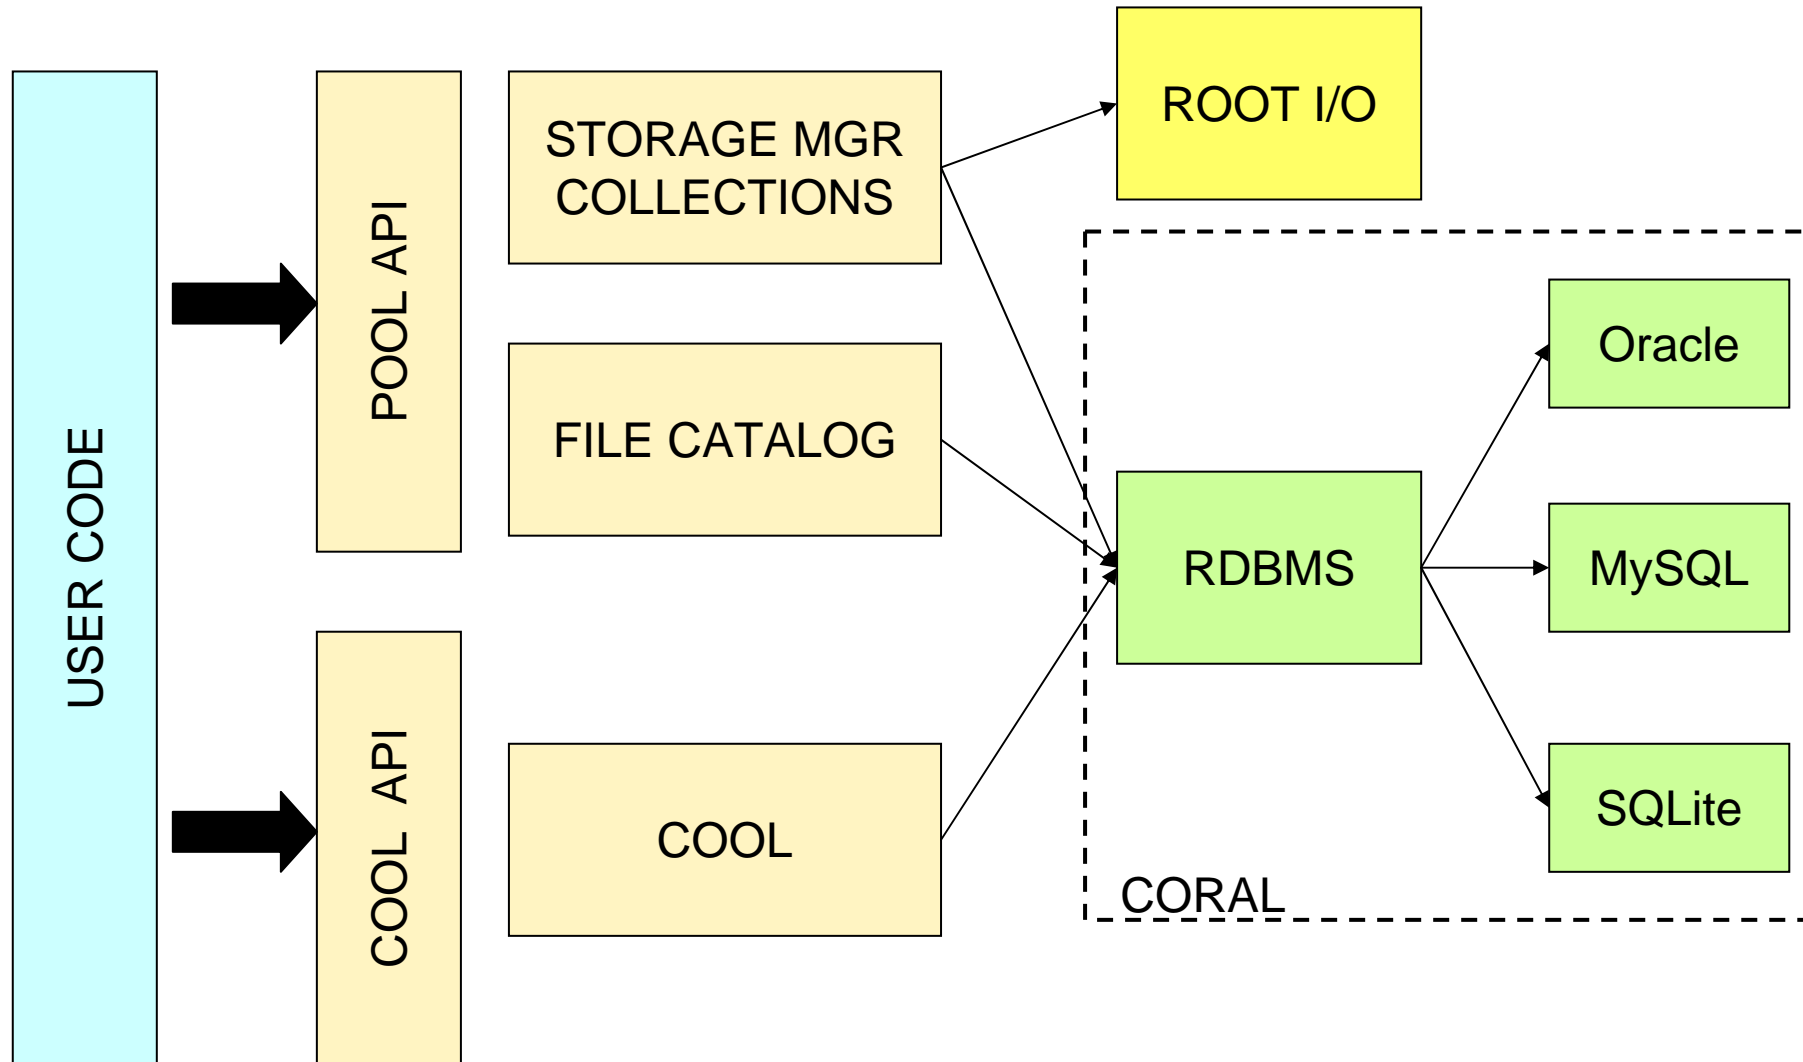 USER CODE
POOL API
COOL API
STORAGE MGR
COLLECTIONS
FILE CATALOG
COOL
ROOT I/O
RDBMS
Oracle
MySQL
SQLite
CORAL